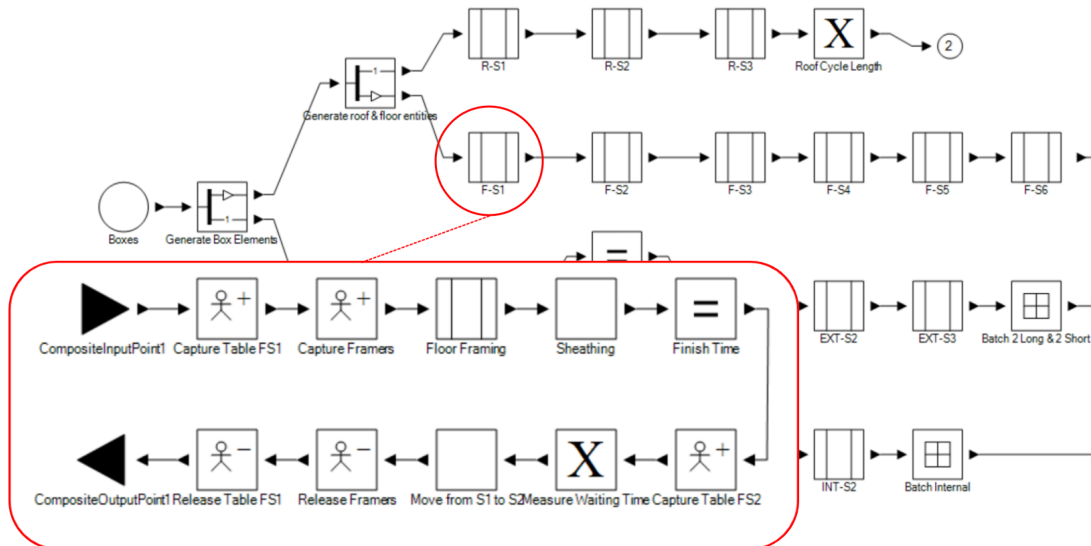 R-S1
R-S2
R-S3
X
Roof Cycle Length
2
1
Generate roof & floor entities
F-S1
F-S2
F-S3
F-S4
F-S5
F-S6
1
Boxes
Generate Box Elements
=
EXT-S2
EXT-S3
Batch 2 Long & 2 Short
CompositeInputPoint1
+
Capture Table FS1
+
Capture Framers
Floor Framing
Sheathing
=
Finish Time
CompositeOutputPoint1
−
Release Table FS1
−
Release Framers
Move from S1 to S2
X
Measure Waiting Time
+
Capture Table FS2
INT-S2
Batch Internal